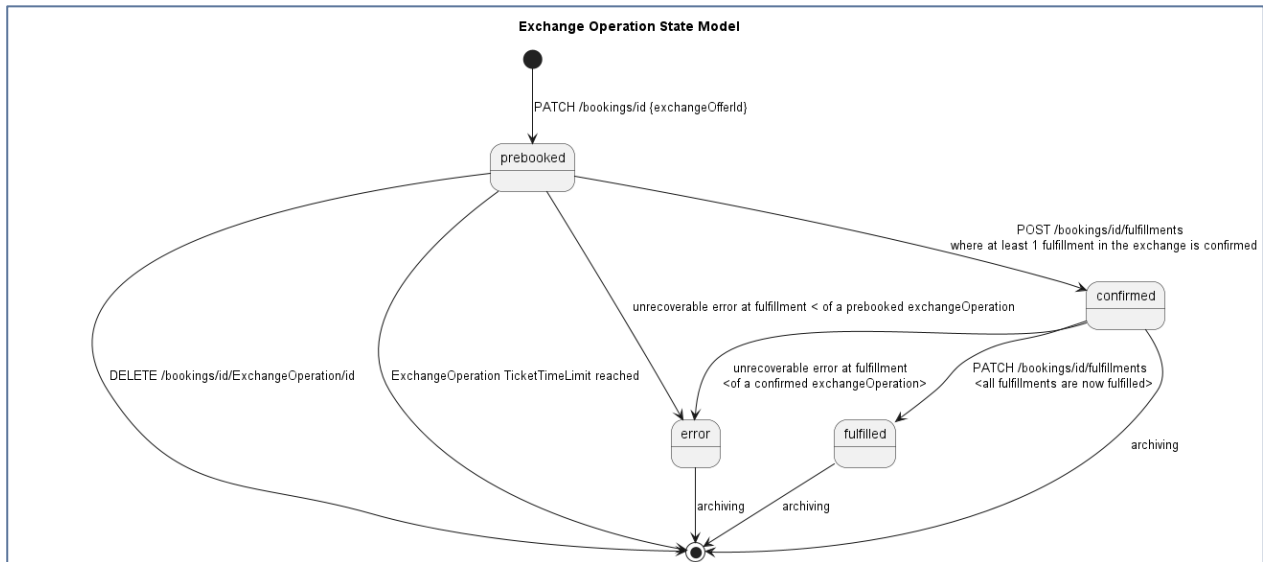 Exchange Operation State Model
PATCH /bookings/id {exchangeOfferId}
prebooked
POST /bookings/id/fulfillments
where at least 1 fulfillment in the exchange is confirmed
confirmed
unrecoverable error at fulfillment < of a prebooked exchangeOperation
DELETE /bookings/id/ExchangeOperation/id
ExchangeOperation TicketTimeLimit reached
unrecoverable error at fulfillment
<of a confirmed exchangeOperation>
PATCH /bookings/id/fulfillments
<all fulfillments are now fulfilled>
error
fulfilled
archiving
archiving
archiving